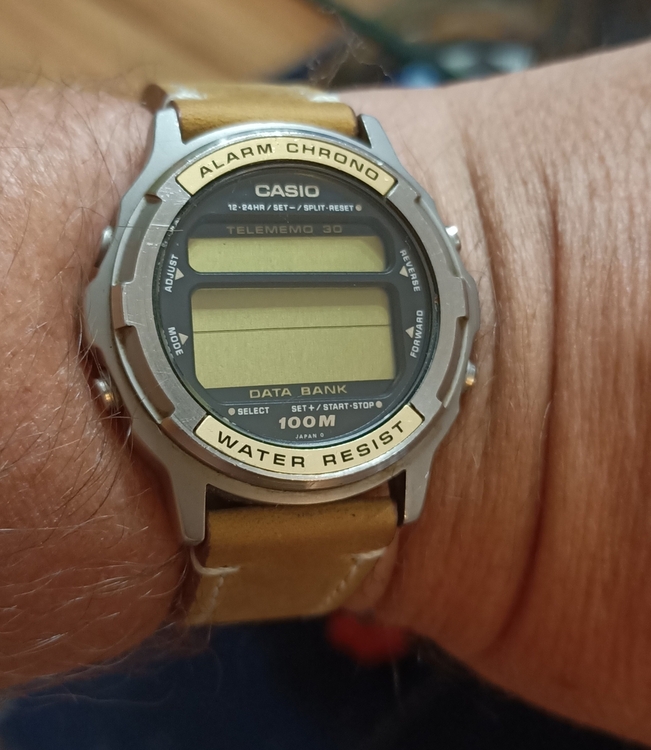 ALARM CHRONO
CASIO
12·24HR / SET − / SPLIT·RESET
TELEMEMO 30
ADJUST
REVERSE
MODE
FORWARD
DATA BANK
SELECT
SET + / START·STOP
100M
JAPAN 0
WATER RESIST